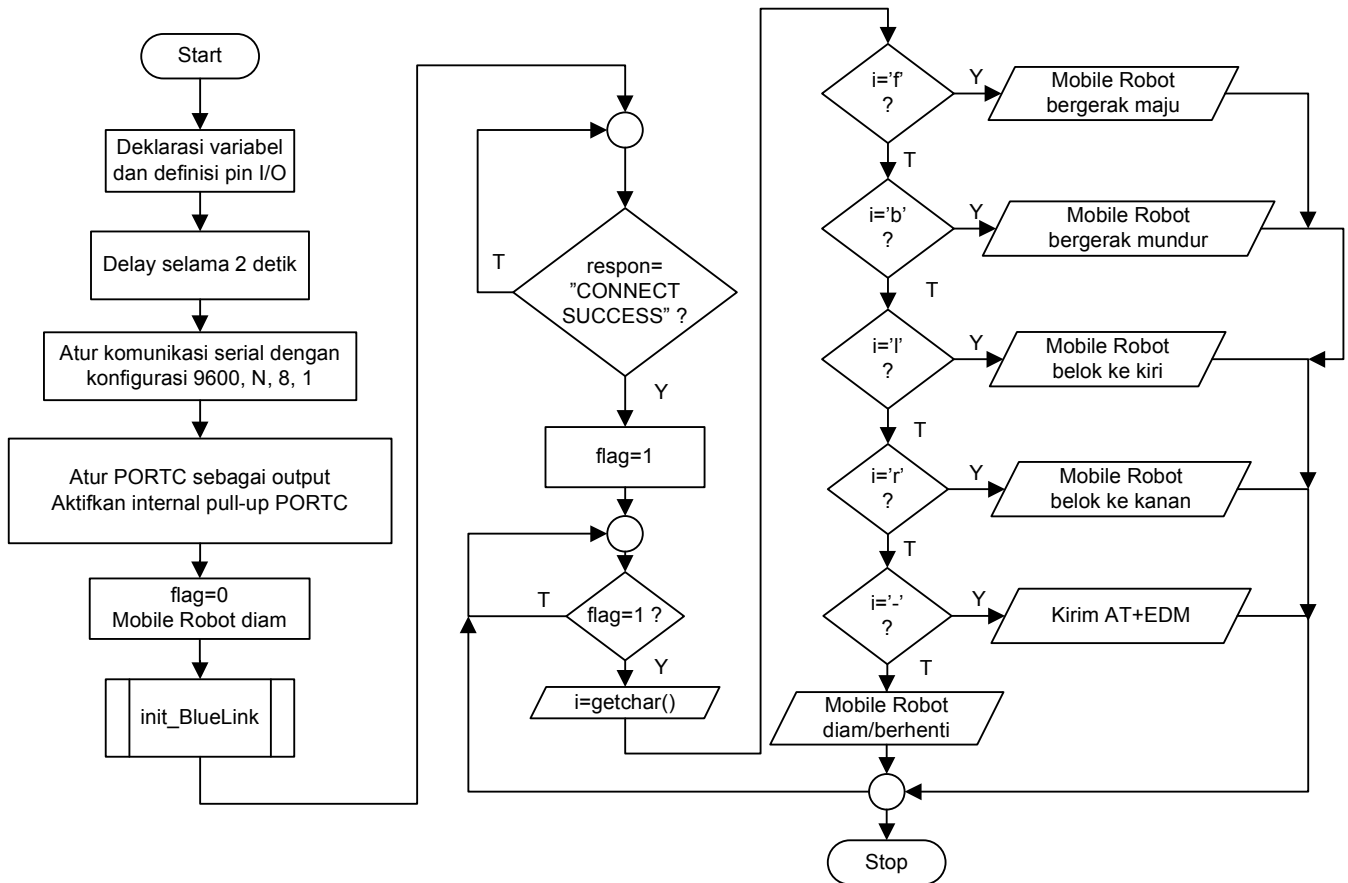 Start
Deklarasi variabel
dan definisi pin I/O
Delay selama 2 detik
Atur komunikasi serial dengan
konfigurasi 9600, N, 8, 1
Atur PORTC sebagai output
Aktifkan internal pull-up PORTC
flag=0
Mobile Robot diam
init_BlueLink
T
respon=
”CONNECT
SUCCESS” ?
Y
flag=1
T
flag=1 ?
Y
i=getchar()
i=’f’
?
Y
Mobile Robot
bergerak maju
T
i=’b’
?
Y
Mobile Robot
bergerak mundur
T
i=’l’
?
Y
Mobile Robot
belok ke kiri
T
i=’r’
?
Y
Mobile Robot
belok ke kanan
T
i=’-’
?
Y
Kirim AT+EDM
T
Mobile Robot
diam/berhenti
Stop